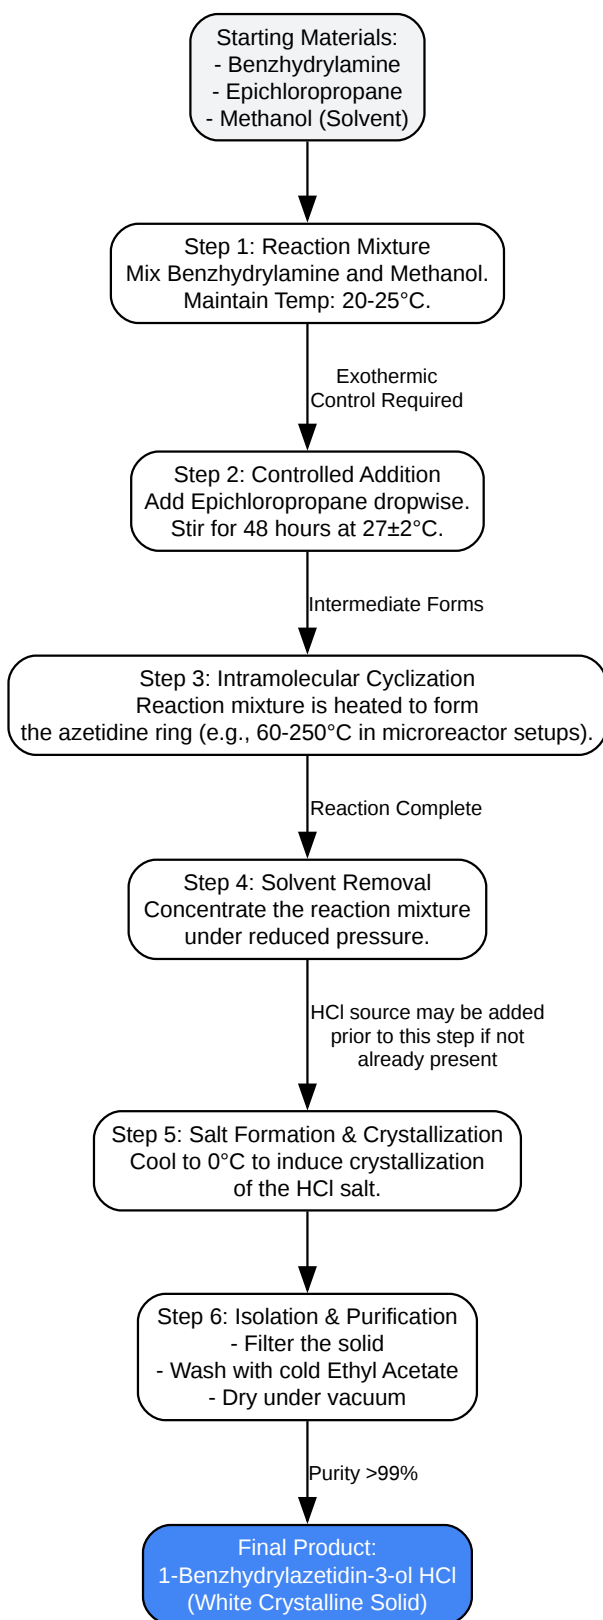 Starting Materials:
- Benzhydrylamine
- Epichloropropane
- Methanol (Solvent)
Step 1: Reaction Mixture
Mix Benzhydrylamine and Methanol.
Maintain Temp: 20-25°C.
Exothermic
Control Required
Step 2: Controlled Addition
Add Epichloropropane dropwise.
Stir for 48 hours at 27±2°C.
Intermediate Forms
Step 3: Intramolecular Cyclization
Reaction mixture is heated to form
the azetidine ring (e.g., 60-250°C in microreactor setups).
Reaction Complete
Step 4: Solvent Removal
Concentrate the reaction mixture
under reduced pressure.
HCl source may be added
prior to this step if not
already present
Step 5: Salt Formation & Crystallization
Cool to 0°C to induce crystallization
of the HCl salt.
Step 6: Isolation & Purification
- Filter the solid
- Wash with cold Ethyl Acetate
- Dry under vacuum
Purity >99%
Final Product:
1-Benzhydrylazetidin-3-ol HCl
(White Crystalline Solid)